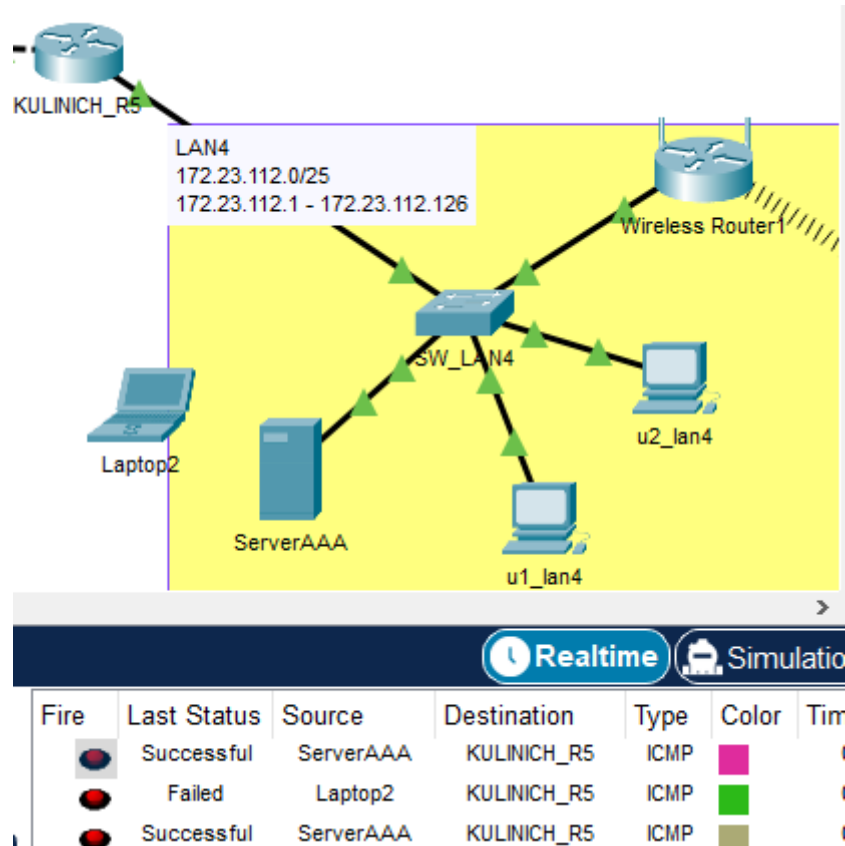 KULINICH_R5
LAN4
172.23.112.0/25
172.23.112.1 - 172.23.112.126
Wireless Router1
SW_LAN4
u2_lan4
Laptop2
ServerAAA
u1_lan4
Realtime Simulatio
Fire Last Status Source Destination Type Color Tim
Successful ServerAAA KULINICH_R5 ICMP
Failed Laptop2 KULINICH_R5 ICMP
Successful ServerAAA KULINICH_R5 ICMP